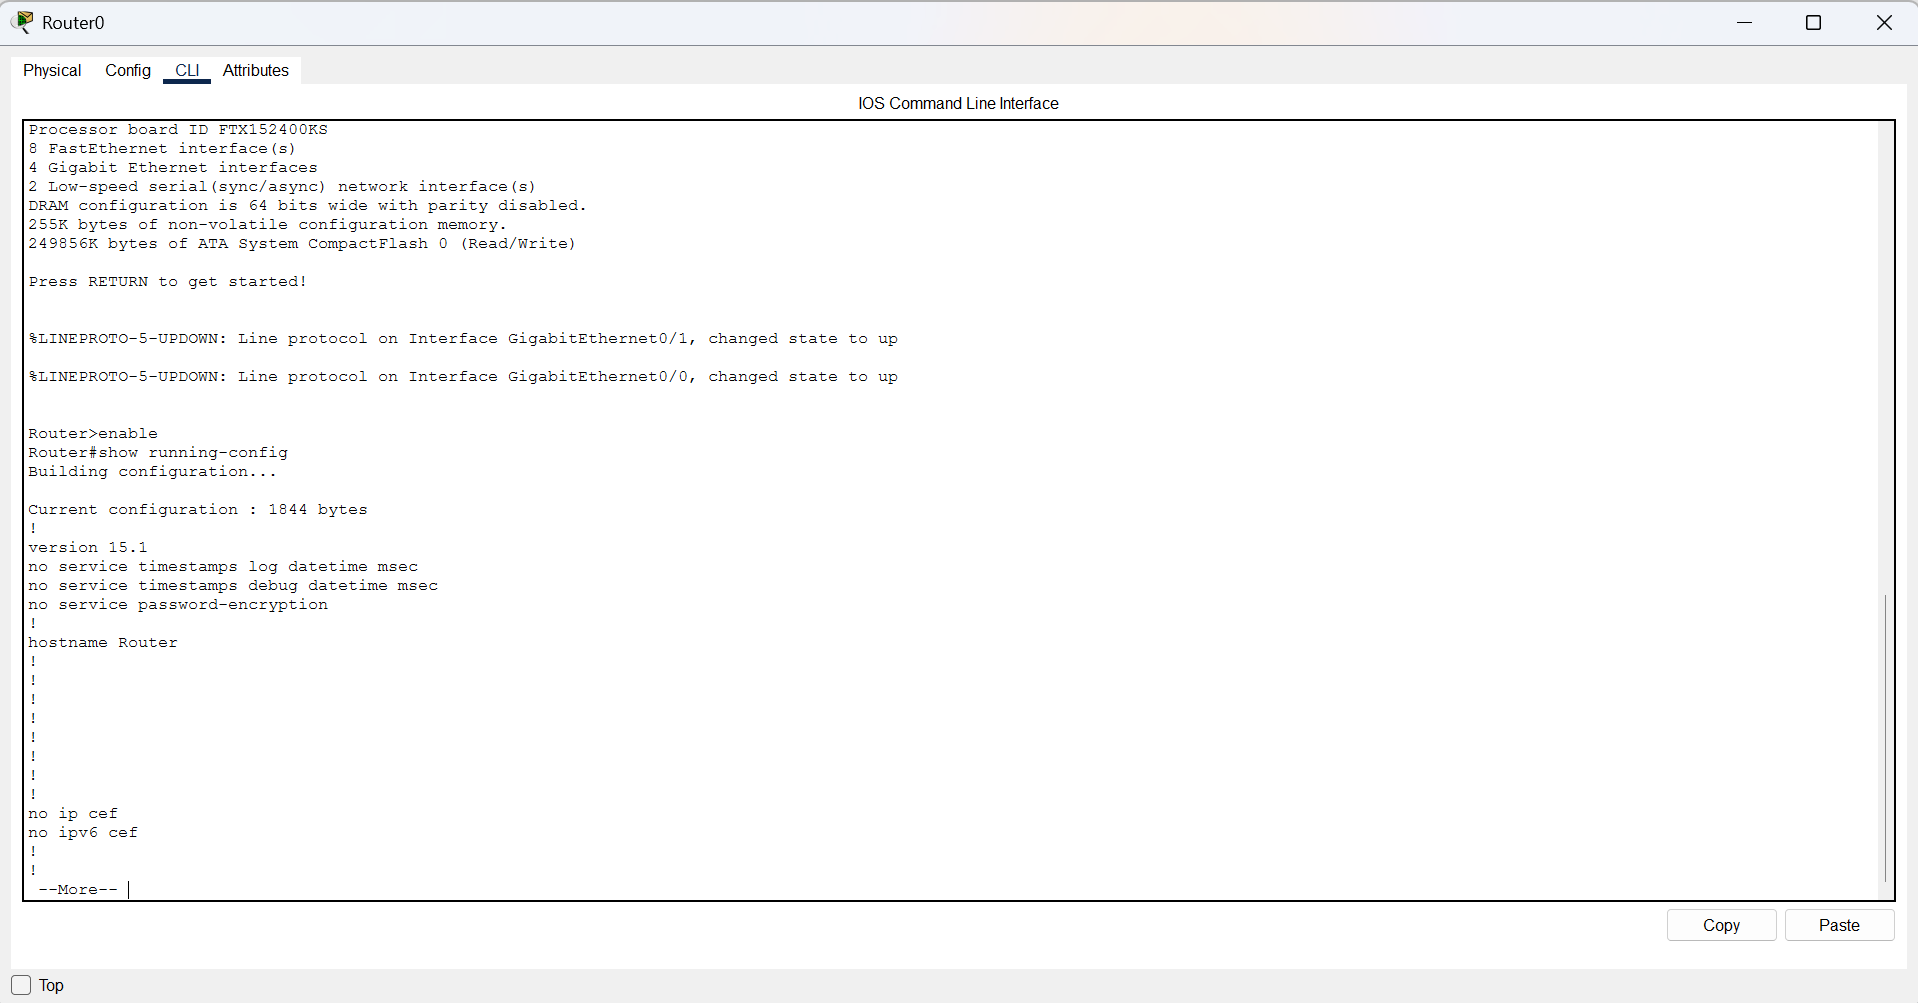 Router0
Physical Config CLI Attributes
IOS Command Line Interface
Processor board ID FTX152400KS
8 FastEthernet interface(s)
4 Gigabit Ethernet interfaces
2 Low-speed serial(sync/async) network interface(s)
DRAM configuration is 64 bits wide with parity disabled.
255K bytes of non-volatile configuration memory.
249856K bytes of ATA System CompactFlash 0 (Read/Write)
Press RETURN to get started!
%LINEPROTO-5-UPDOWN: Line protocol on Interface GigabitEthernet0/1, changed state to up
%LINEPROTO-5-UPDOWN: Line protocol on Interface GigabitEthernet0/0, changed state to up
Router>enable
Router#show running-config
Building configuration...
Current configuration : 1844 bytes
!
version 15.1
no service timestamps log datetime msec
no service timestamps debug datetime msec
no service password-encryption
!
hostname Router
!
!
!
!
!
!
!
!
no ip cef
no ipv6 cef
!
!
--More--
Copy Paste
Top